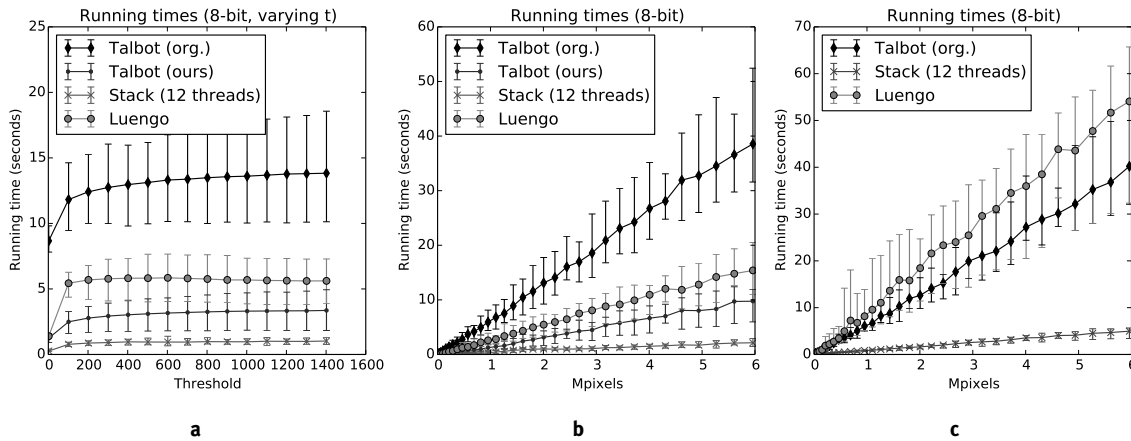 Running times (8-bit, varying t)
25
20
15
10
5
0
Running time (seconds)
Talbot (org.)
Talbot (ours)
Stack (12 threads)
Luengo
0 200 400 600 800 1000 1200 1400 1600
Threshold
a
Running times (8-bit)
60
50
40
30
20
10
0
Running time (seconds)
Talbot (org.)
Talbot (ours)
Stack (12 threads)
Luengo
0 1 2 3 4 5 6
Mpixels
b
Running times (8-bit)
70
60
50
40
30
20
10
0
Running time (seconds)
Talbot (org.)
Stack (12 threads)
Luengo
0 1 2 3 4 5 6
Mpixels
c